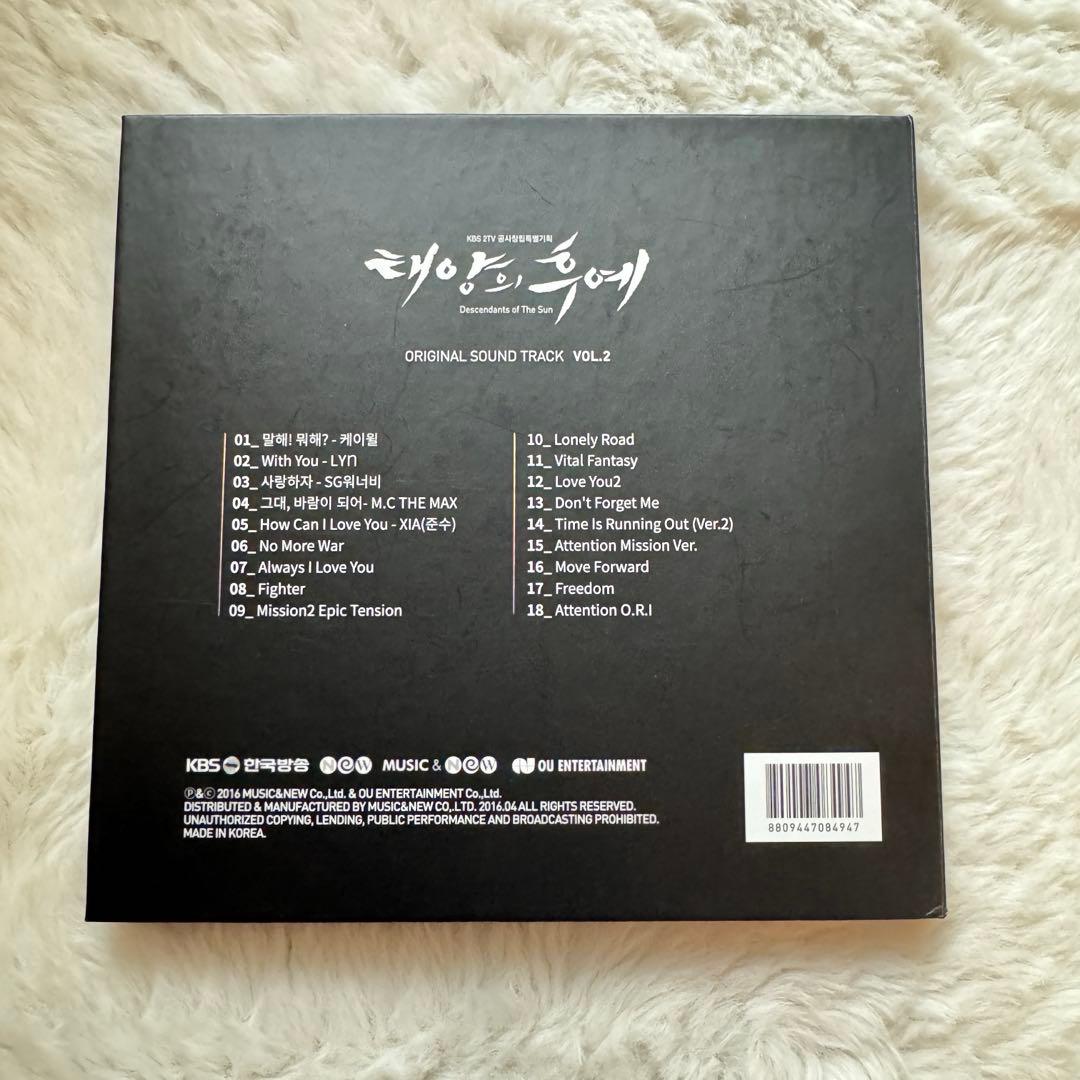 KBS 2TV 공사창립특별기획
태양의 후예
Descendants of The Sun
ORIGINAL SOUND TRACK VOL.2
01_ 말해! 뭐해? - 케이윌
02_ With You - LYn
03_ 사랑하자 - SG워너비
04_ 그대, 바람이 되어- M.C THE MAX
05_ How Can I Love You - XIA(준수)
06_ No More War
07_ Always I Love You
08_ Fighter
09_ Mission2 Epic Tension
10_ Lonely Road
11_ Vital Fantasy
12_ Love You2
13_ Don't Forget Me
14_ Time Is Running Out (Ver.2)
15_ Attention Mission Ver.
16_ Move Forward
17_ Freedom
18_ Attention O.R.I
KBS 한국방송 NEW MUSIC & NEW OU ENTERTAINMENT
℗&© 2016 MUSIC&NEW Co,.Ltd. & OU ENTERTAINMENT Co,.Ltd.
DISTRIBUTED & MANUFACTURED BY MUSIC&NEW CO,.LTD. 2016.04 ALL RIGHTS RESERVED.
UNAUTHORIZED COPYING, LENDING, PUBLIC PERFORMANCE AND BROADCASTING PROHIBITED.
MADE IN KOREA.
8809447084947